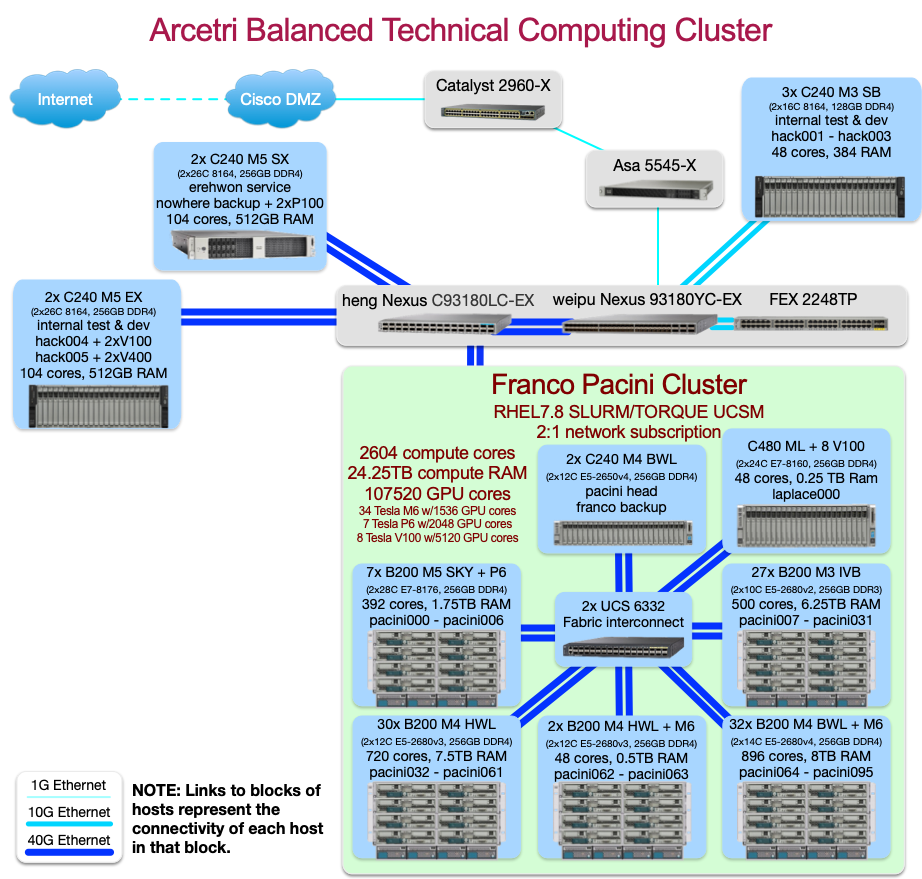 Arcetri Balanced Technical Computing Cluster
Internet
Cisco DMZ
Catalyst 2960-X
Asa 5545-X
3x C240 M3 SB
(2x16C 8164, 128GB DDR4)
internal test & dev
hack001 - hack003
48 cores, 384 RAM
2x C240 M5 SX
(2x26C 8164, 256GB DDR4)
erehwon service
nowhere backup + 2xP100
104 cores, 512GB RAM
2x C240 M5 EX
(2x26C 8164, 256GB DDR4)
internal test & dev
hack004 + 2xV100
hack005 + 2xV400
104 cores, 512GB RAM
heng Nexus C93180LC-EX
weipu Nexus 93180YC-EX
FEX 2248TP
Franco Pacini Cluster
RHEL7.8 SLURM/TORQUE UCSM
2:1 network subscription
2604 compute cores
24.25TB compute RAM
107520 GPU cores
34 Tesla M6 w/1536 GPU cores
7 Tesla P6 w/2048 GPU cores
8 Tesla V100 w/5120 GPU cores
2x C240 M4 BWL
(2x12C E5-2650v4, 256GB DDR4)
pacini head
franco backup
C480 ML + 8 V100
(2x24C E7-8160, 256GB DDR4)
48 cores, 0.25 TB Ram
laplace000
7x B200 M5 SKY + P6
(2x28C E7-8176, 256GB DDR4)
392 cores, 1.75TB RAM
pacini000 - pacini006
2x UCS 6332
Fabric interconnect
27x B200 M3 IVB
(2x10C E5-2680v2, 256GB DDR3)
500 cores, 6.25TB RAM
pacini007 - pacini031
30x B200 M4 HWL
(2x12C E5-2680v3, 256GB DDR4)
720 cores, 7.5TB RAM
pacini032 - pacini061
2x B200 M4 HWL + M6
(2x12C E5-2680v3, 256GB DDR4)
48 cores, 0.5TB RAM
pacini062 - pacini063
32x B200 M4 BWL + M6
(2x14C E5-2680v4, 256GB DDR4)
896 cores, 8TB RAM
pacini064 - pacini095
1G Ethernet
10G Ethernet
40G Ethernet
NOTE: Links to blocks of
hosts represent the
connectivity of each host
in that block.